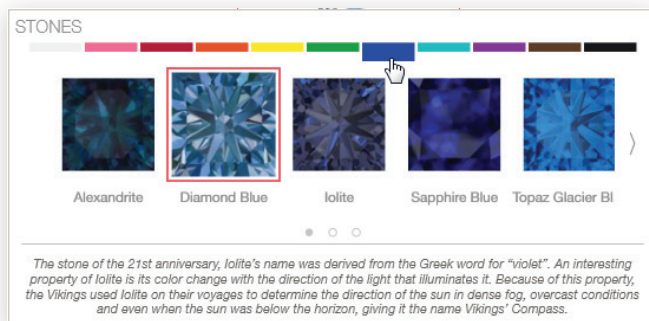 STONES
Alexandrite Diamond Blue Iolite Sapphire Blue Topaz Glacier Bl
The stone of the 21st anniversary, Iolite's name was derived from the Greek word for "violet". An interesting
property of Iolite is its color change with the direction of the light that illuminates it. Because of this property,
the Vikings used Iolite on their voyages to determine the direction of the sun in dense fog, overcast conditions
and even when the sun was below the horizon, giving it the name Vikings' Compass.